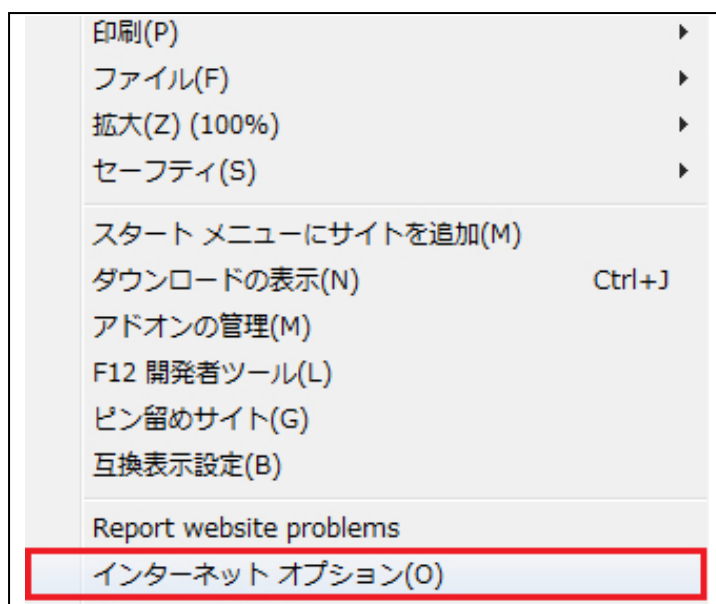 印刷(P)
ファイル(F)
拡大(Z) (100%)
セーフティ(S)
スタート メニューにサイトを追加(M)
ダウンロードの表示(N) Ctrl+J
アドオンの管理(M)
F12 開発者ツール(L)
ピン留めサイト(G)
互換表示設定(B)
Report website problems
インターネット オプション(O)